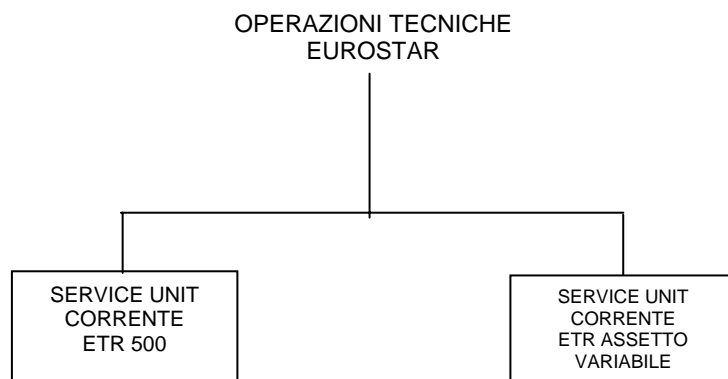 OPERAZIONI TECNICHE
EUROSTAR
SERVICE UNIT
CORRENTE
ETR 500
SERVICE UNIT
CORRENTE
ETR ASSETTO
VARIABILE